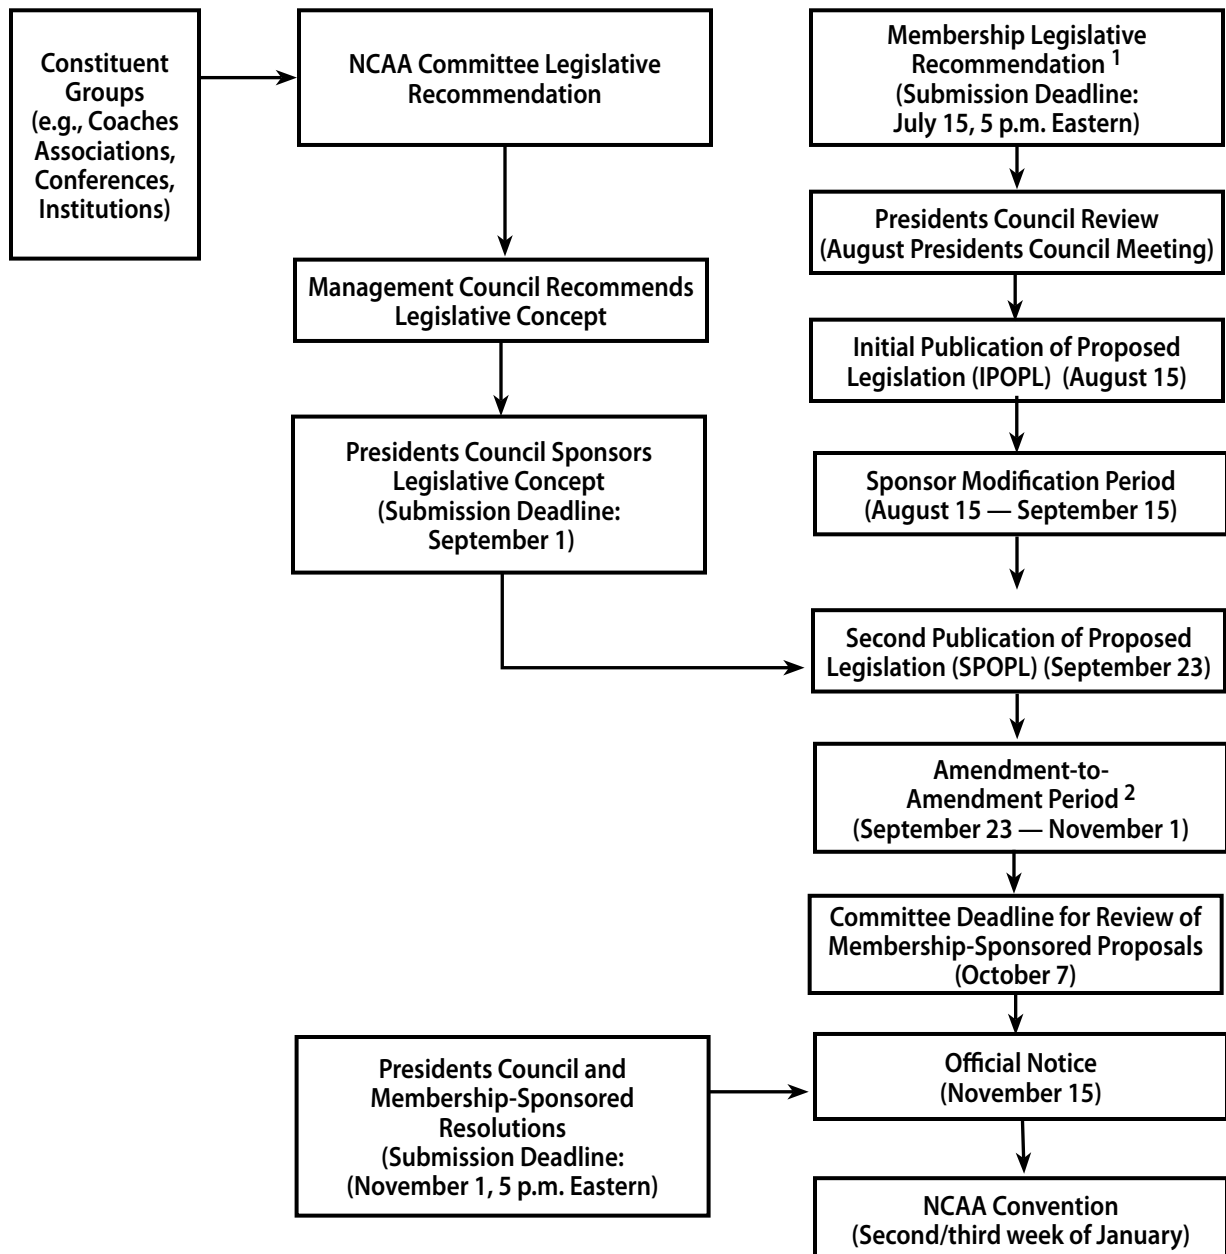 Constituent
Groups
(e.g., Coaches
Associations,
Conferences,
Institutions)
NCAA Committee Legislative
Recommendation
Management Council Recommends
Legislative Concept
Presidents Council Sponsors
Legislative Concept
(Submission Deadline:
September 1)
Membership Legislative
Recommendation 1
(Submission Deadline:
July 15, 5 p.m. Eastern)
Presidents Council Review
(August Presidents Council Meeting)
Initial Publication of Proposed
Legislation (IPOPL) (August 15)
Sponsor Modification Period
(August 15 — September 15)
Second Publication of Proposed
Legislation (SPOPL) (September 23)
Amendment-to-
Amendment Period 2
(September 23 — November 1)
Committee Deadline for Review of
Membership-Sponsored Proposals
(October 7)
Presidents Council and
Membership-Sponsored
Resolutions
(Submission Deadline:
(November 1, 5 p.m. Eastern)
Official Notice
(November 15)
NCAA Convention
(Second/third week of January)